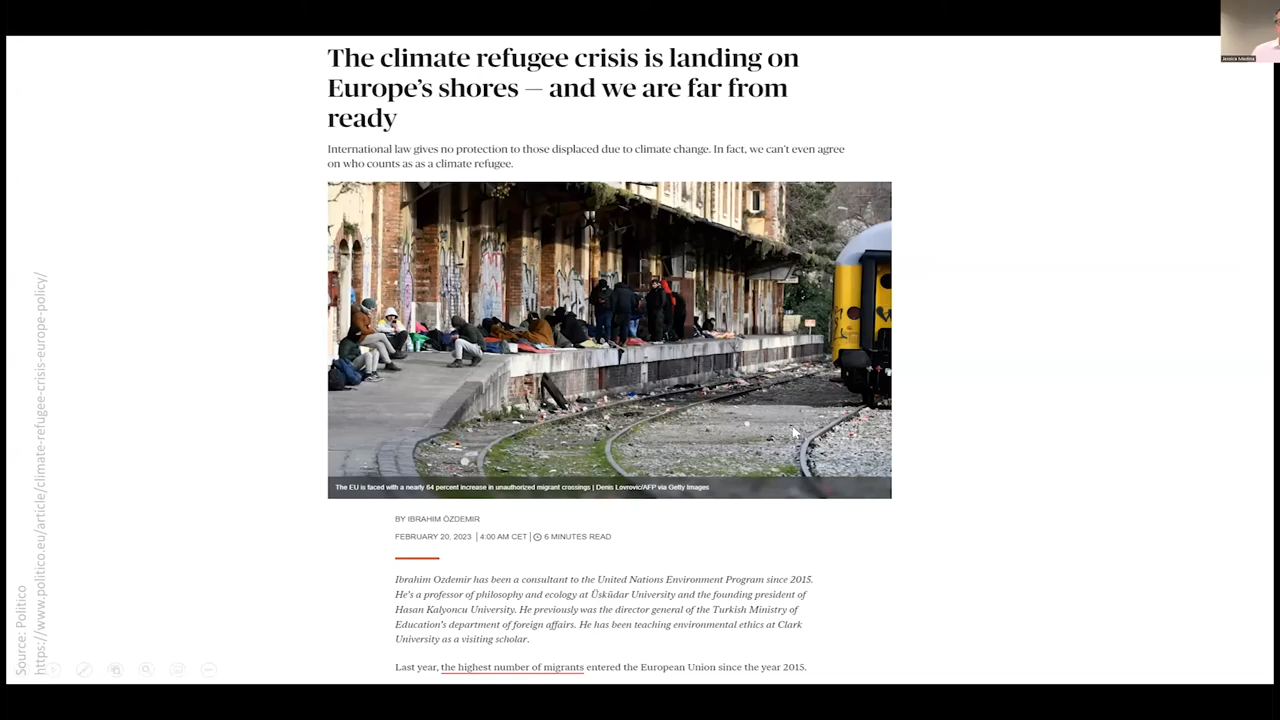 The climate refugee crisis is landing on
Europe's shores — and we are far from
ready
International law gives no protection to those displaced due to climate change. In fact, we can't even agree
on who counts as as a climate refugee.
The EU is faced with a nearly 64 percent increase in unauthorized migrant crossings | Denis Lovrovic/AFP via Getty Images
BY IBRAHIM ÖZDEMIR
FEBRUARY 20, 2023 | 4:00 AM CET | 6 MINUTES READ
Ibrahim Ozdemir has been a consultant to the United Nations Environment Program since 2015.
He's a professor of philosophy and ecology at Üsküdar University and the founding president of
Hasan Kalyoncu University. He previously was the director general of the Turkish Ministry of
Education's department of foreign affairs. He has been teaching environmental ethics at Clark
University as a visiting scholar.
Last year, the highest number of migrants entered the European Union since the year 2015.
Source: Politico
https://www.politico.eu/article/climate-refugee-crisis-europe-policy/